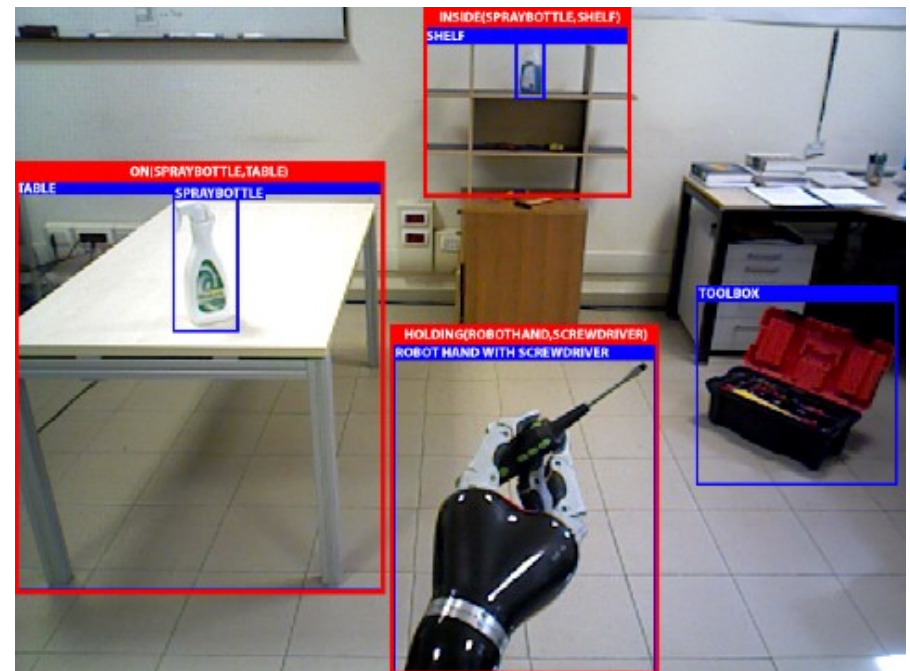 INSIDE(SPRAYBOTTLE,SHELF)
SHELF
ON(SPRAYBOTTLE,TABLE)
TABLE
SPRAYBOTTLE
TOOLBOX
HOLDING(ROBOTHAND,SCREWDRIVER)
ROBOT HAND WITH SCREWDRIVER